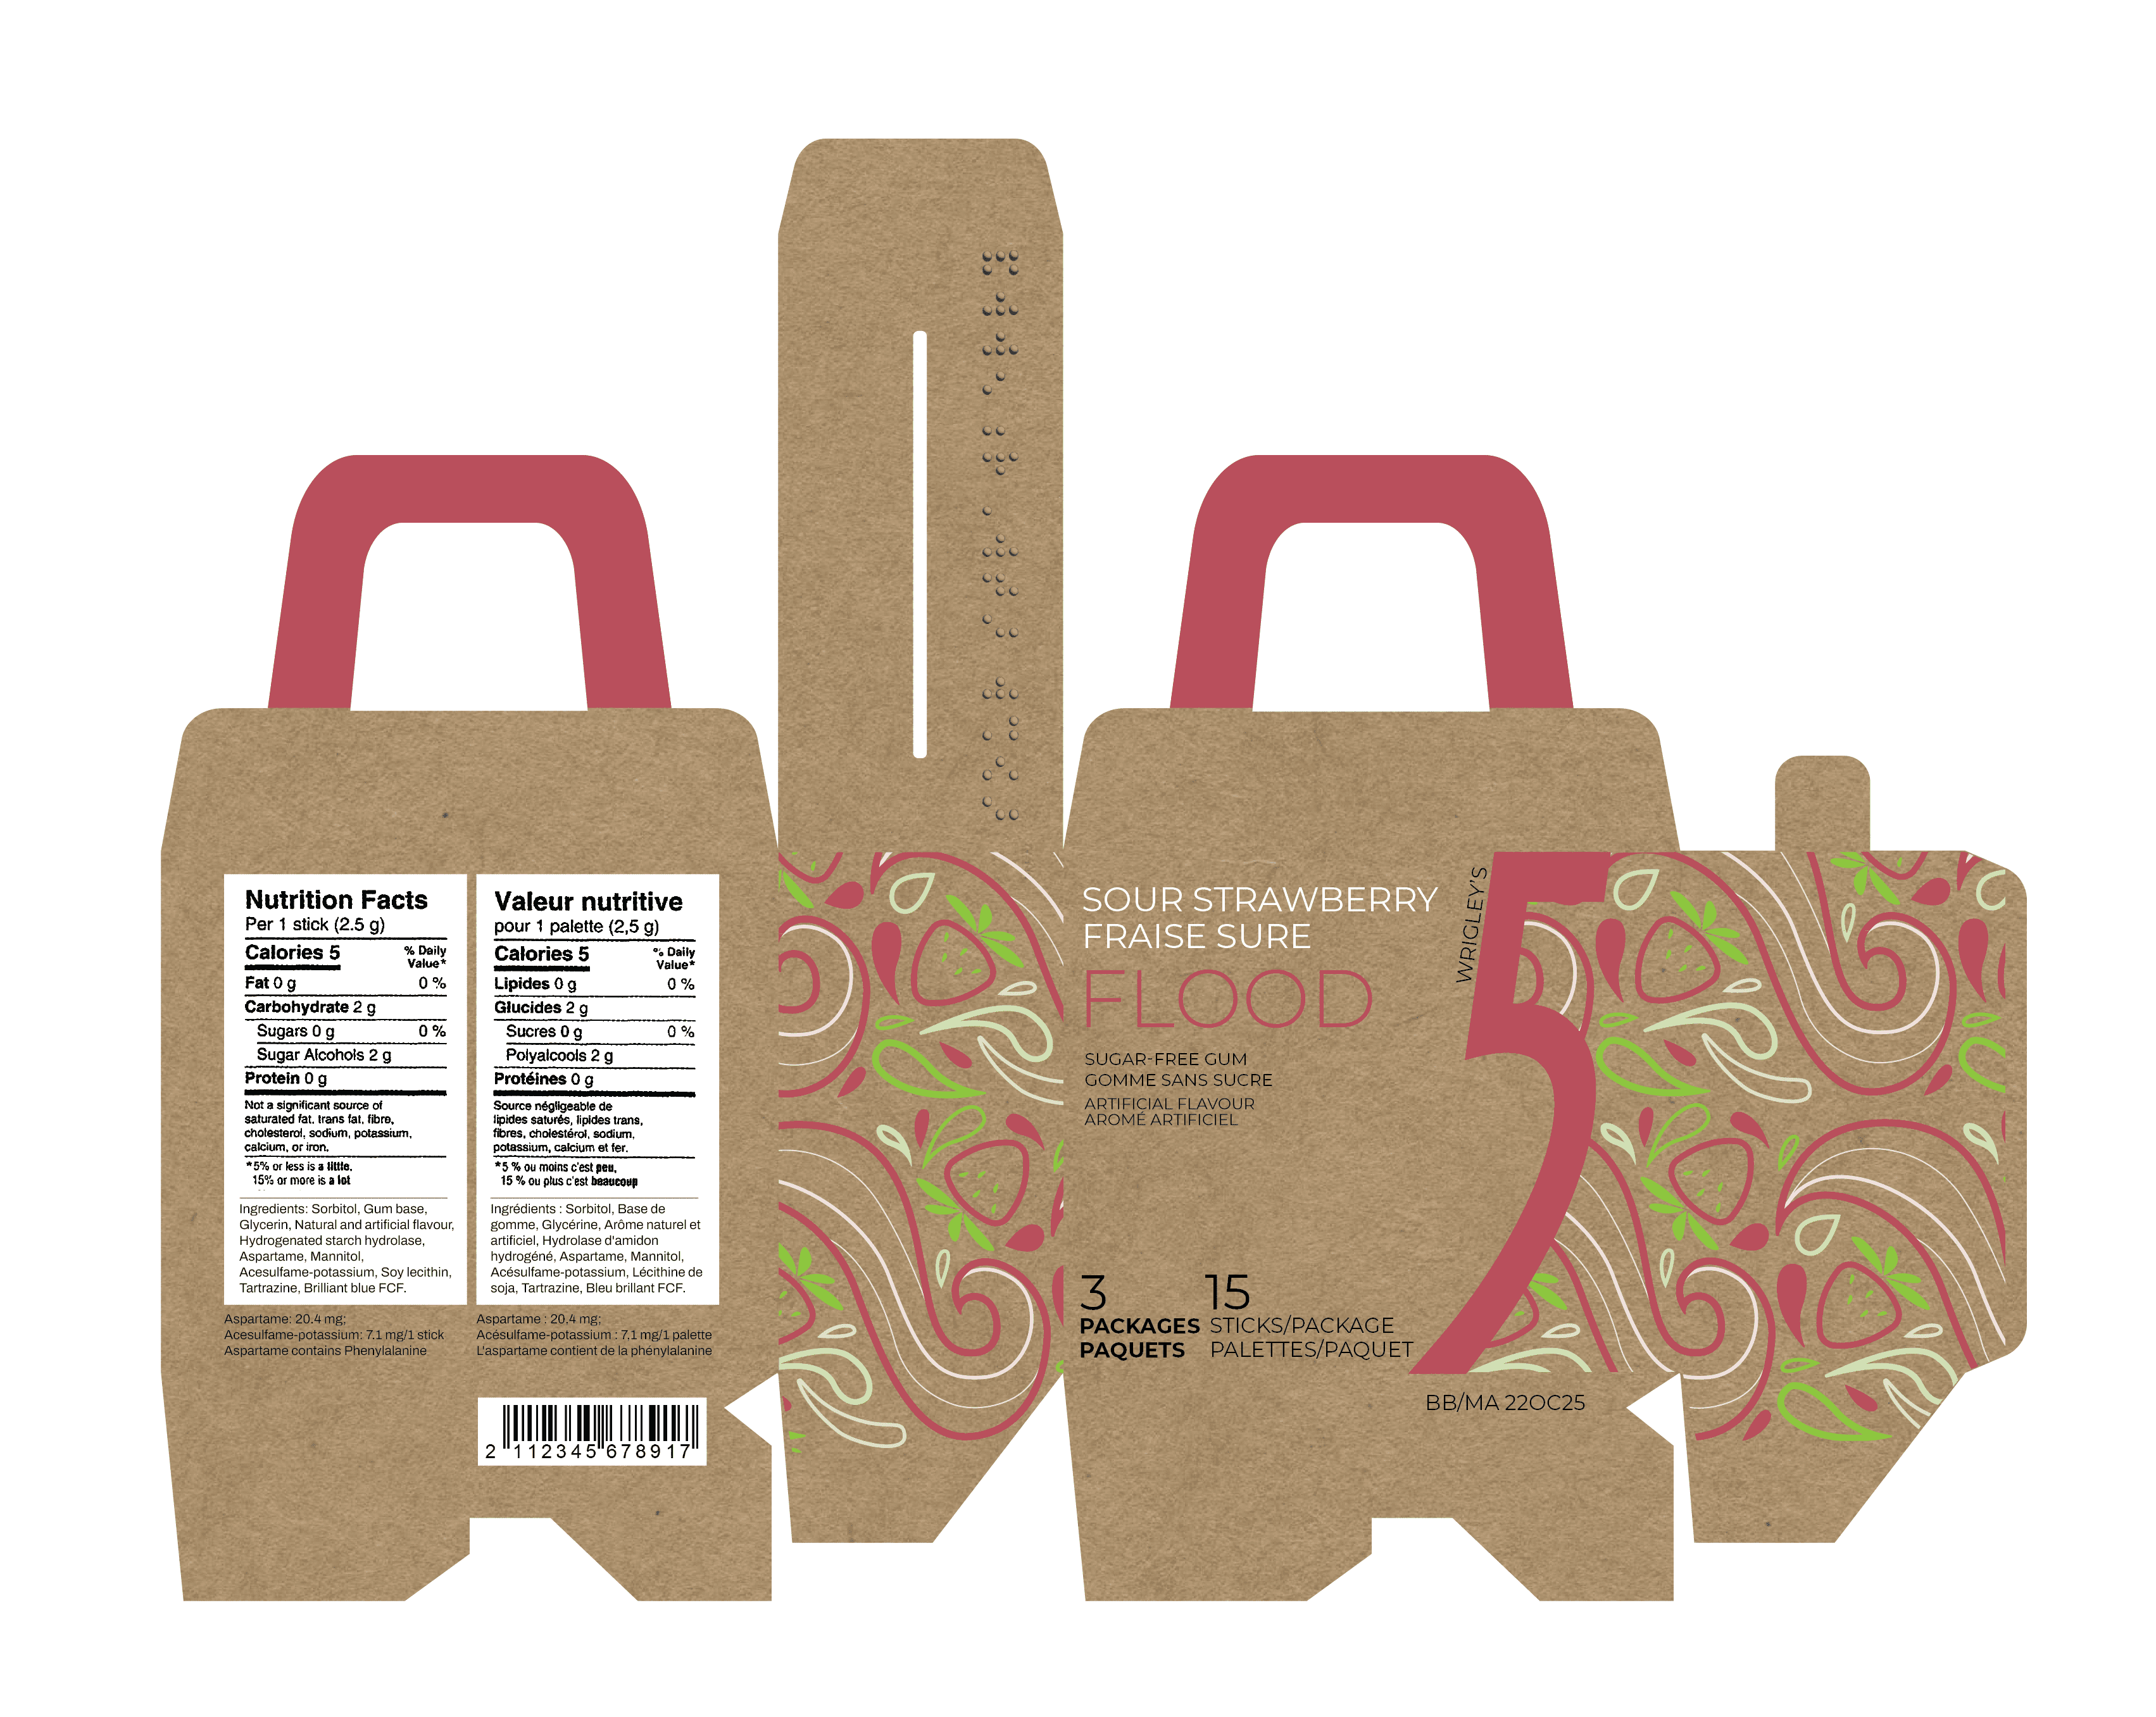 Nutrition Facts
Per 1 stick (2.5 g)
Calories 5
% Daily
Value*
Fat 0 g 0 %
Carbohydrate 2 g
Sugars 0 g 0 %
Sugar Alcohols 2 g
Protein 0 g
Not a significant source of
saturated fat, trans fat, fibre,
cholesterol, sodium, potassium,
calcium, or iron.
*5% or less is a little,
15% or more is a lot
Ingredients: Sorbitol, Gum base,
Glycerin, Natural and artificial flavour,
Hydrogenated starch hydrolase,
Aspartame, Mannitol,
Acesulfame-potassium, Soy lecithin,
Tartrazine, Brilliant blue FCF.
Aspartame: 20.4 mg;
Acesulfame-potassium: 7.1 mg/1 stick
Aspartame contains Phenylalanine
Valeur nutritive
pour 1 palette (2,5 g)
Calories 5
% Daily
Value*
Lipides 0 g 0 %
Glucides 2 g
Sucres 0 g 0 %
Polyalcools 2 g
Protéines 0 g
Source négligeable de
lipides saturés, lipides trans,
fibres, cholestérol, sodium,
potassium, calcium et fer.
*5 % ou moins c'est peu,
15 % ou plus c'est beaucoup
Ingrédients : Sorbitol, Base de
gomme, Glycérine, Arôme naturel et
artificiel, Hydrolase d'amidon
hydrogéné, Aspartame, Mannitol,
Acésulfame-potassium, Lécithine de
soja, Tartrazine, Bleu brillant FCF.
Aspartame : 20.4 mg;
Acésulfame-potassium : 7.1 mg/1 palette
L'aspartame contient de la phénylalanine
2 112345 678917
SOUR STRAWBERRY
FRAISE SURE
FLOOD
SUGAR-FREE GUM
GOMME SANS SUCRE
ARTIFICIAL FLAVOUR
AROMÉ ARTIFICIEL
WRIGLEY'S
5
3
PACKAGES
PAQUETS
15
STICKS/PACKAGE
PALETTES/PAQUET
BB/MA 22OC25